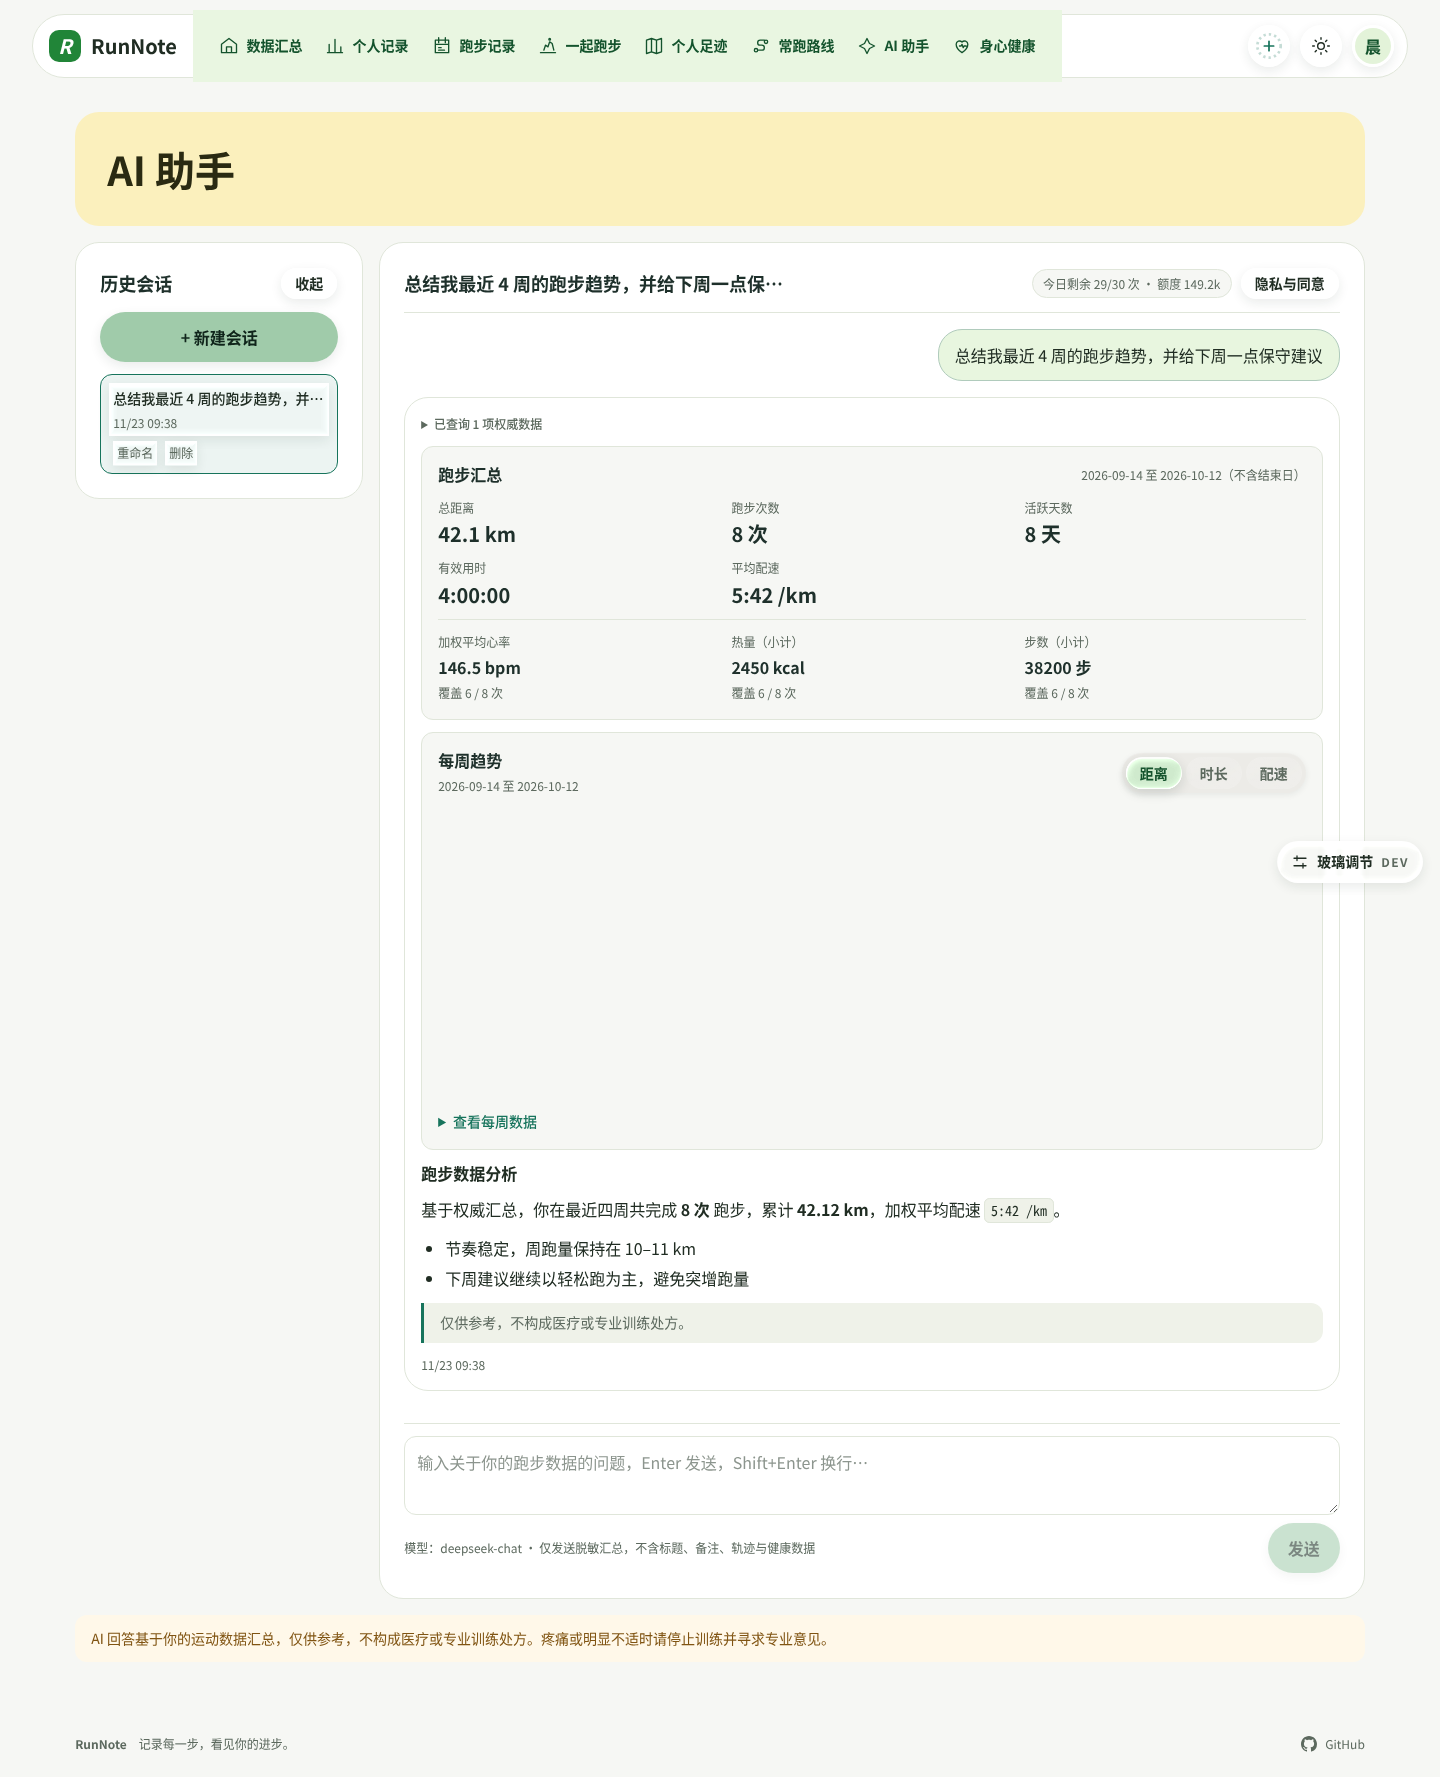 R RunNote 数据汇总 个人记录 跑步记录 一起跑步 个人足迹 常跑路线 AI 助手 身心健康 晨
AI 助手
历史会话 收起
+ 新建会话
总结我最近 4 周的跑步趋势，并…
11/23 09:38
重命名 删除
总结我最近 4 周的跑步趋势，并给下周一点保… 今日剩余 29/30 次 · 额度 149.2k 隐私与同意
总结我最近 4 周的跑步趋势，并给下周一点保守建议
▶ 已查询 1 项权威数据
跑步汇总 2026-09-14 至 2026-10-12（不含结束日）
总距离 跑步次数 活跃天数
42.1 km 8 次 8 天
有效用时 平均配速
4:00:00 5:42 /km
加权平均心率 热量（小计） 步数（小计）
146.5 bpm 2450 kcal 38200 步
覆盖 6 / 8 次 覆盖 6 / 8 次 覆盖 6 / 8 次
每周趋势 距离 时长 配速
2026-09-14 至 2026-10-12
玻璃调节 DEV
▶ 查看每周数据
跑步数据分析
基于权威汇总，你在最近四周共完成 8 次 跑步，累计 42.12 km，加权平均配速 5:42 /km。
• 节奏稳定，周跑量保持在 10–11 km
• 下周建议继续以轻松跑为主，避免突增跑量
仅供参考，不构成医疗或专业训练处方。
11/23 09:38
输入关于你的跑步数据的问题，Enter 发送，Shift+Enter 换行…
模型：deepseek-chat · 仅发送脱敏汇总，不含标题、备注、轨迹与健康数据 发送
AI 回答基于你的运动数据汇总，仅供参考，不构成医疗或专业训练处方。疼痛或明显不适时请停止训练并寻求专业意见。
RunNote 记录每一步，看见你的进步。 GitHub